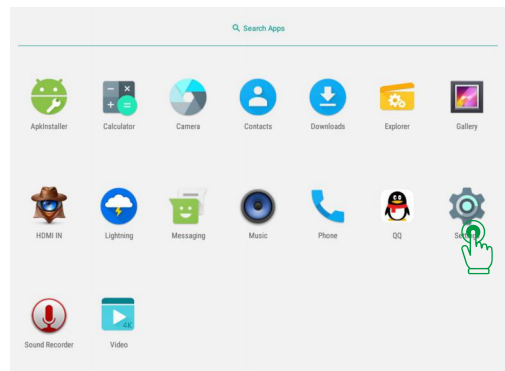 Search Apps
ApkInstaller Calculator Camera Contacts Downloads Explorer Gallery
HDMI IN Lightning Messaging Music Phone QQ
Sound Recorder Video
4K